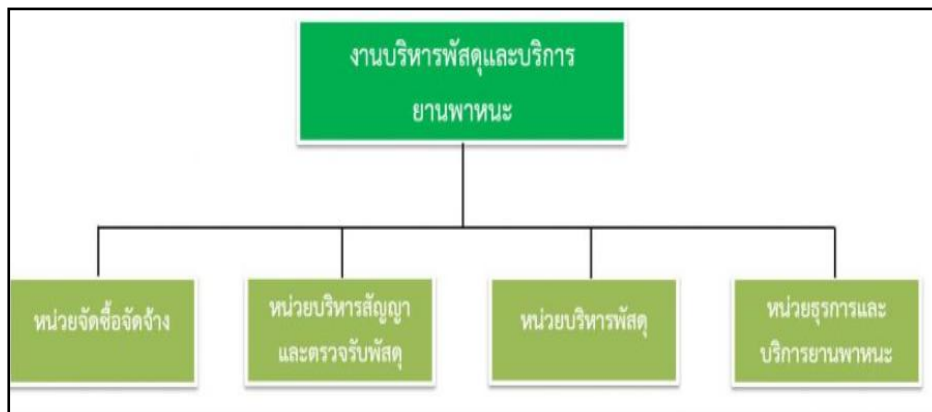 งานบริหารพัสดุและบริการ
ยานพาหนะ
หน่วยจัดซื้อจัดจ้าง
หน่วยบริหารสัญญา
และตรวจรับพัสดุ
หน่วยบริหารพัสดุ
หน่วยธุรการและ
บริการยานพาหนะ